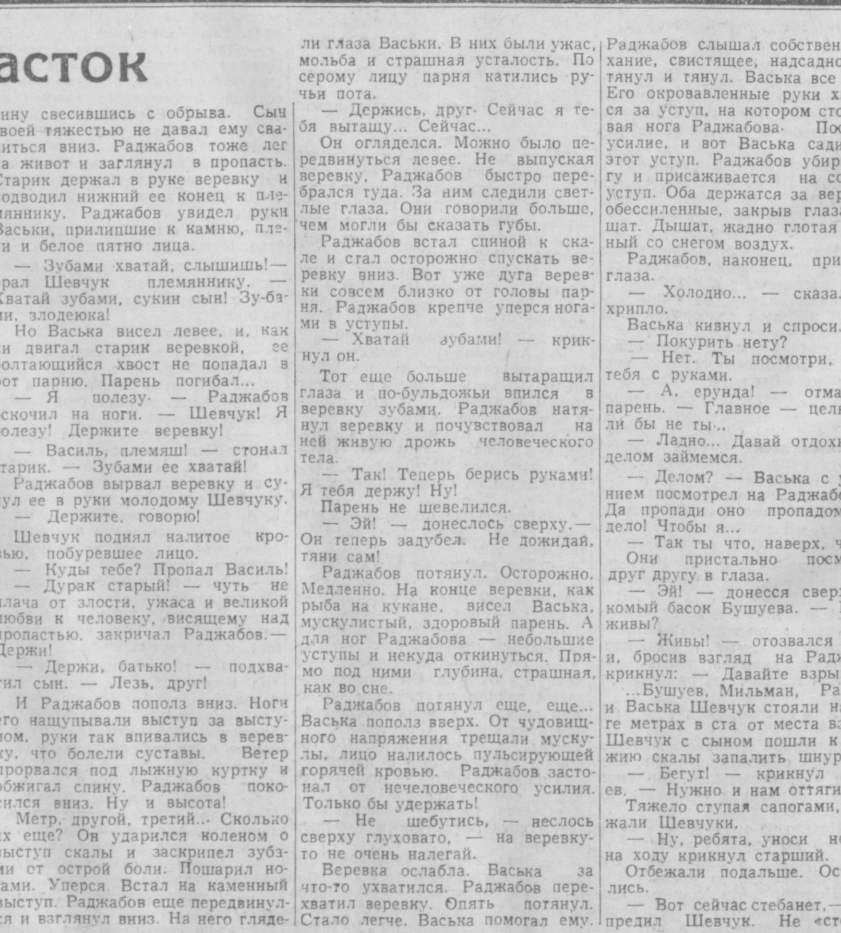 асток
ину свесившись с обрыва. Сын
воей тяжестью не давал ему сва-
иться вниз. Раджабов тоже лег
а живот и заглянул в пропасть.
Старик держал в руке веревку и
одводил нижний ее конец к пле-
мяннику. Раджабов увидел руки
Васьки, прилипшие к камню, пле-
и и белое пятно лица.
— Зубами хватай, слышишь!—
рал Шевчук племяннику. —
Хватай зубами, сукин сын! Зу-ба-
ми, злодеюка!
Но Васька висел левее, и, как
и двигал старик веревкой, ее
олтающийся хвост не попадал в
рот парню. Парень погибал...
— Я полезу. — Раджабов
скочил на ноги. — Шевчук! Я
олезу! Держите веревку!
— Василь, племяш! — стонал
тарик. — Зубами ее хватай!
Раджабов вырвал веревку и су-
ул ее в руки молодому Шевчуку.
— Держите, говорю!
Шевчук поднял налитое кро-
вью, побуревшее лицо.
— Куды тебе? Пропал Василь!
— Дурак старый! — чуть не
плача от злости, ужаса и великой
любви к человеку, висящему над
пропастью, закричал Раджабов.—
Держи!
— Держи, батько! — подхва-
тил сын. — Лезь, друг!
И Раджабов пополз вниз. Ноги
его нащупывали выступ за высту-
пом, руки так впивались в верев-
ку, что болели суставы. Ветер
прорвался под лыжную куртку и
обжигал спину. Раджабов поко-
сился вниз. Ну и высота!
Метр, другой, третий... Сколько
их еще? Он ударился коленом о
выступ скалы и заскрипел зуба-
ми от острой боли. Пошарил но-
гами. Уперся. Встал на каменный
выступ. Раджабов еще передвинул-
ся и взглянул вниз. На него гляде-
ли глаза Васьки. В них были ужас,
мольба и страшная усталость. По
серому лицу парня катились ру-
чьи пота.
— Держись, друг. Сейчас я те-
бя вытащу... Сейчас...
Он огляделся. Можно было пе-
редвинуться левее. Не выпуская
веревку, Раджабов быстро пере-
брался туда. За ним следили свет-
лые глаза. Они говорили больше,
чем могли бы сказать губы.
Раджабов встал спиной к ска-
ле и стал осторожно спускать ве-
ревку вниз. Вот уже дуга верев-
ки совсем близко от головы пар-
ня. Раджабов крепче уперся нога-
ми в уступы.
— Хватай зубами! — крик-
нул он.
Тот еще больше вытаращил
глаза и по-бульдожьи впился в
веревку зубами. Раджабов натя-
нул веревку и почувствовал на
ней живую дрожь человеческого
тела.
— Так! Теперь берись руками!
Я тебя держу! Ну!
Парень не шевелился.
— Эй! — донеслось сверху.—
Он теперь задубел. Не дожидай,
тяни сам!
Раджабов потянул. Осторожно.
Медленно. На конце веревки, как
рыба на кукане, висел Васька,
мускулистый, здоровый парень. А
для ног Раджабова — небольшие
уступы и некуда откинуться. Пря-
мо под ними глубина, страшная,
как во сне.
Раджабов потянул еще, еще...
Васька пополз вверх. От чудовищ-
ного напряжения трещали муску-
лы, лицо налилось пульсирующей
горячей кровью. Раджабов засто-
нал от нечеловеческого усилия.
Только бы удержать!
— Не шебутись, — неслось
сверху глуховато, — на веревку-
то не очень налегай.
Веревка ослабла. Васька за
что-то ухватился. Раджабов пере-
хватил веревку. Опять потянул.
Стало легче. Васька помогал ему.
Раджабов слышал собствен
хание, свистящее, надсадно
тянул и тянул. Васька все
Его окровавленные руки х
ся за уступ, на котором сто
вая нога Раджабова. Пос
усилие, и вот Васька сади
этот уступ. Раджабов убир
гу и присаживается на со
уступ. Оба держатся за вер
обессиленные, закрыв глаза
шат. Дышат, жадно глотая
ный со снегом воздух.
Раджабов, наконец, при
глаза.
— Холодно... — сказал
хрипло.
Васька кивнул и спроси
— Покурить нету?
— Нет. Ты посмотри,
тебя с руками.
— А, ерунда! — отма
парень. — Главное — цель
ли бы не ты...
— Ладно... Давай отдохн
делом займемся.
— Делом? — Васька с у
нием посмотрел на Раджабо
Да пропади оно пропадом
дело! Чтобы я...
— Так ты что, наверх, ч
Они пристально посм
друг другу в глаза.
— Эй! — донесся сверх
комый басок Бушуева. —
живы?
— Живы! — отозвался
и, бросив взгляд на Радж
крикнул: — Давайте взры
...Бушуев, Мильман, Ра
и Васька Шевчук стояли на
ге метрах в ста от места вз
Шевчук с сыном пошли к
жию скалы запалить шнур
— Бегут! — крикнул
ев. — Нужно и нам оттяги
Тяжело ступая сапогами,
жали Шевчуки.
— Ну, ребята, уноси но
на ходу крикнул старший.
Отбежали подальше. Ос
лись.
— Вот сейчас стебанет,—
предил Шевчук. Не «сте